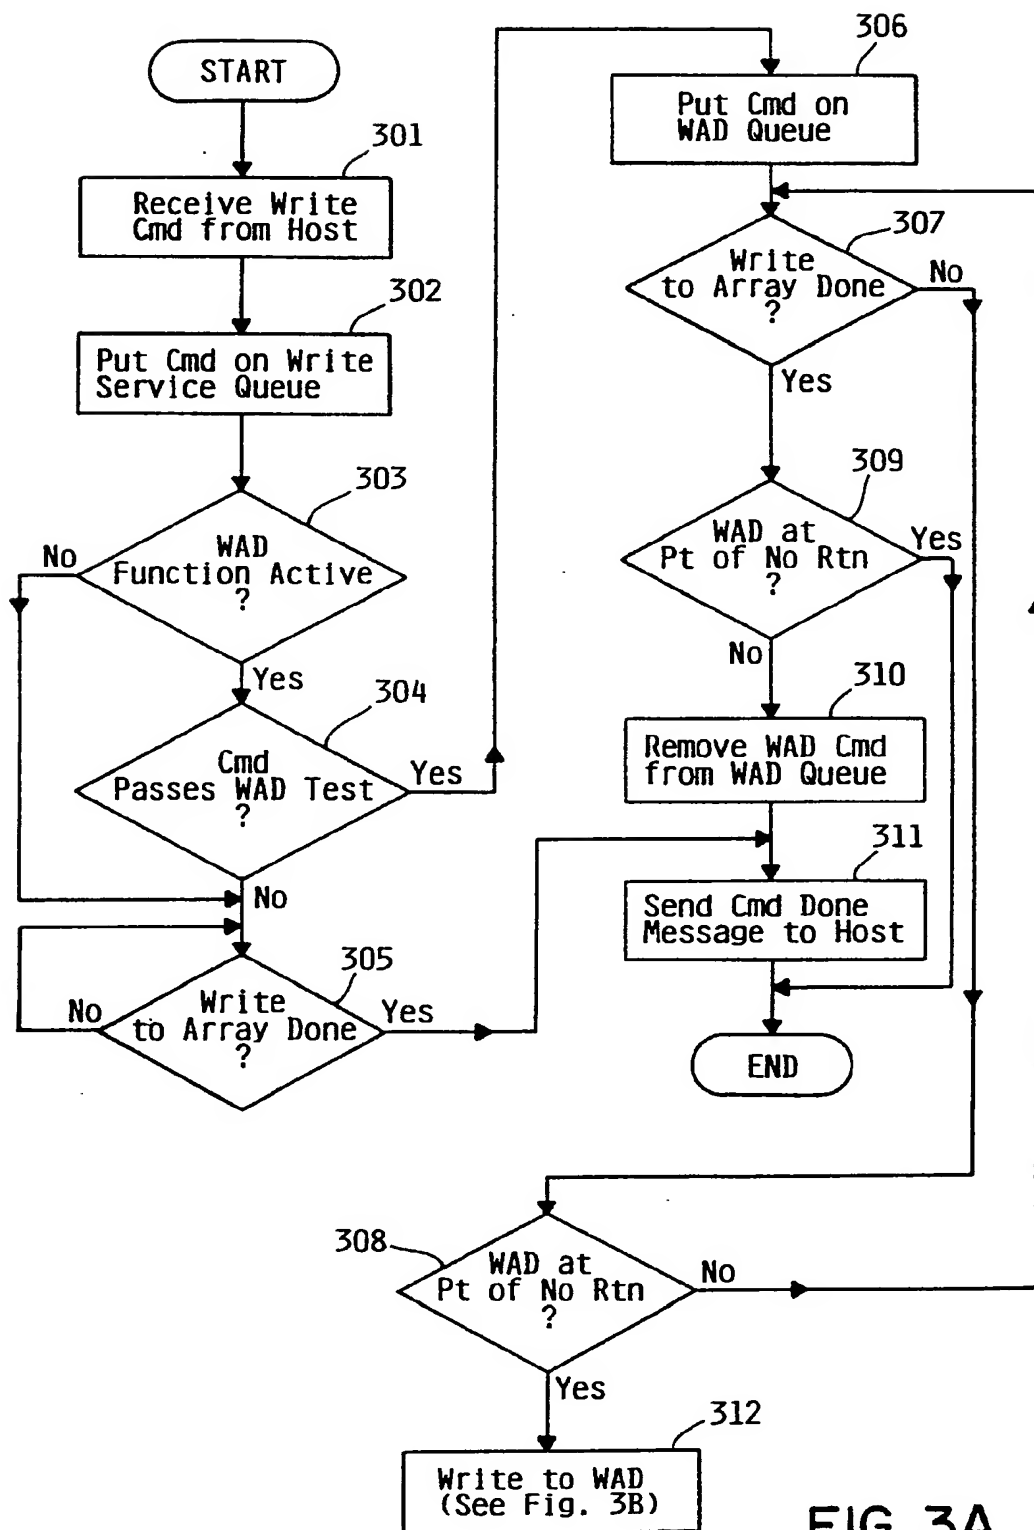 START
301
Receive Write
Cmd from Host
302
Put Cmd on Write
Service Queue
303
WAD
Function Active
?
No
Yes
304
Cmd
Passes WAD Test
?
Yes
No
305
Write
to Array Done
?
No
Yes
306
Put Cmd on
WAD Queue
307
Write
to Array Done
?
No
Yes
309
WAD at
Pt of No Rtn
?
Yes
No
310
Remove WAD Cmd
from WAD Queue
311
Send Cmd Done
Message to Host
END
308
WAD at
Pt of No Rtn
?
No
Yes
312
Write to WAD
(See Fig. 3B)
FIG. 3A